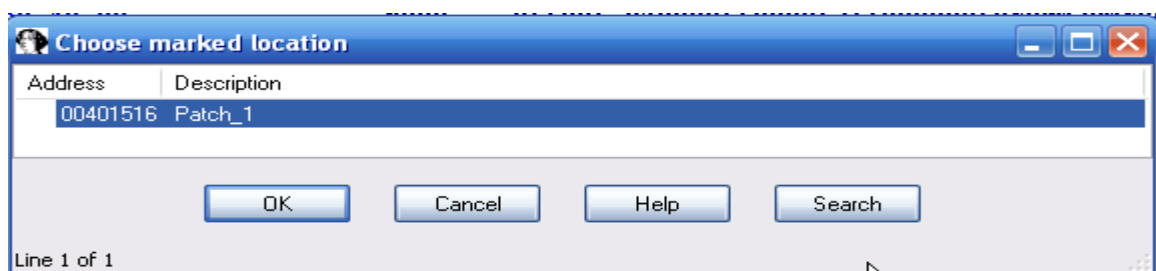 Choose marked location
Address Description
00401516 Patch_1
OK Cancel Help Search
Line 1 of 1